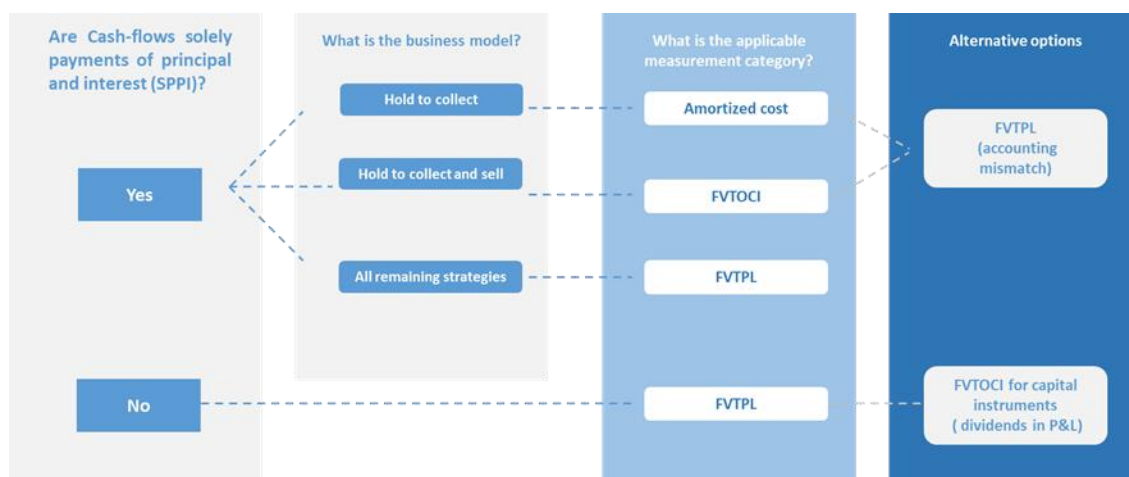 Are Cash-flows solely
payments of principal
and interest (SPPI)?
What is the business model?
What is the applicable
measurement category?
Alternative options
Hold to collect
Amortized cost
FVTPL
(accounting
mismatch)
Yes
Hold to collect and sell
FVTOCI
All remaining strategies
FVTPL
No
FVTPL
FVTOCI for capital
instruments
( dividends in P&L)